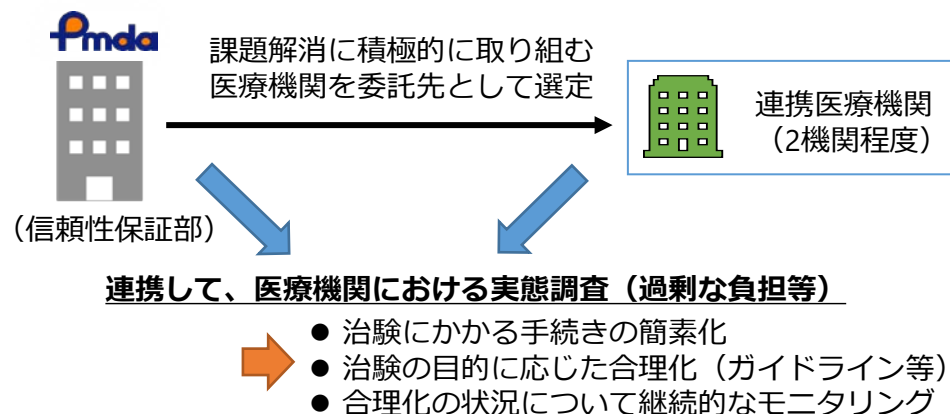 Pmda
課題解消に積極的に取り組む
医療機関を委託先として選定
連携医療機関
（2機関程度）
（信頼性保証部）
連携して、医療機関における実態調査（過剰な負担等）
● 治験にかかる手続きの簡素化
● 治験の目的に応じた合理化（ガイドライン等）
● 合理化の状況について継続的なモニタリング